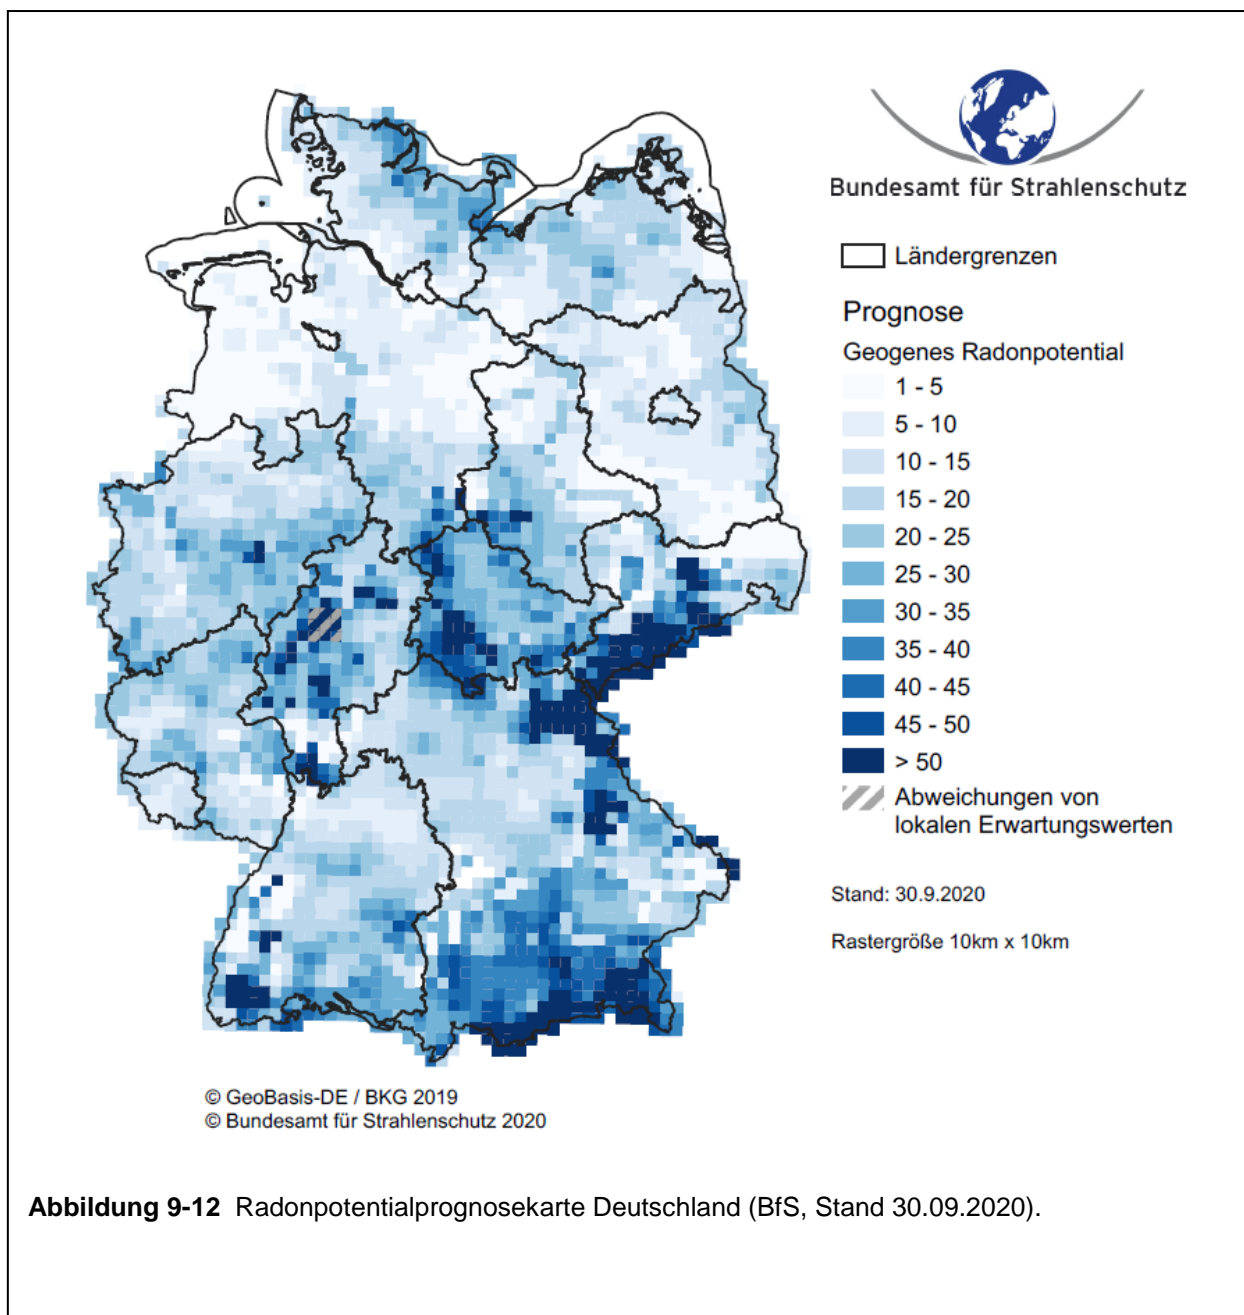 Bundesamt für Strahlenschutz
Ländergrenzen
Prognose
Geogenes Radonpotential
1 - 5
5 - 10
10 - 15
15 - 20
20 - 25
25 - 30
30 - 35
35 - 40
40 - 45
45 - 50
> 50
Abweichungen von
lokalen Erwartungswerten
Stand: 30.9.2020
Rastergröße 10km x 10km
© GeoBasis-DE / BKG 2019
© Bundesamt für Strahlenschutz 2020
Abbildung 9-12 Radonpotentialprognosekarte Deutschland (BfS, Stand 30.09.2020).